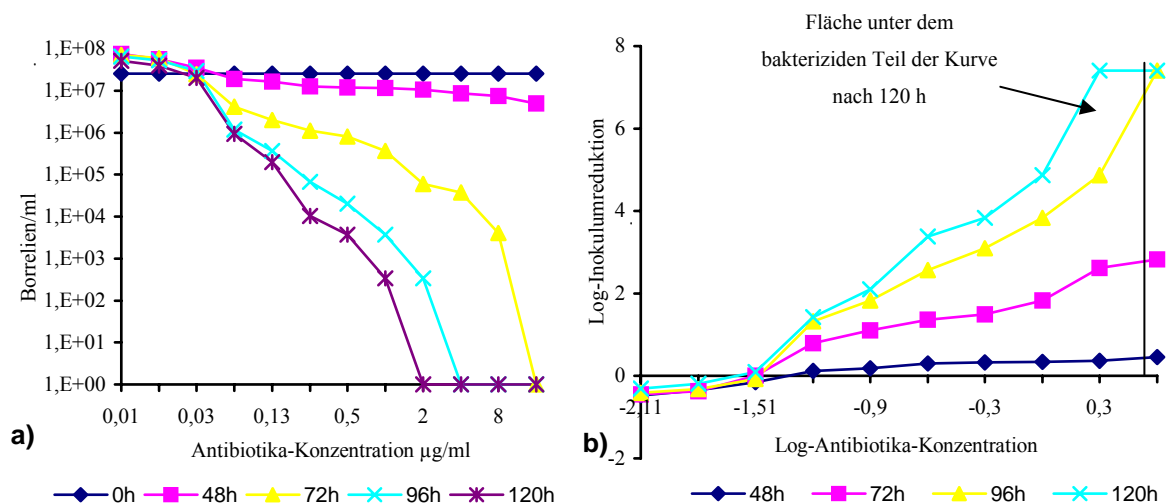 a)
Borrelien/ml
1,E+08
1,E+07
1,E+06
1,E+05
1,E+04
1,E+03
1,E+02
1,E+01
1,E+00
0,01 0,03 0,13 0,5 2 8
Antibiotika-Konzentration µg/ml
0h 48h 72h 96h 120h
Fläche unter dem
bakteriziden Teil der Kurve
nach 120 h
Log-Inokulumreduktion
8
6
4
2
0
-2
-2,11 -1,51 -0,9 -0,3 0,3
b)
Log-Antibiotika-Konzentration
48h 72h 96h 120h